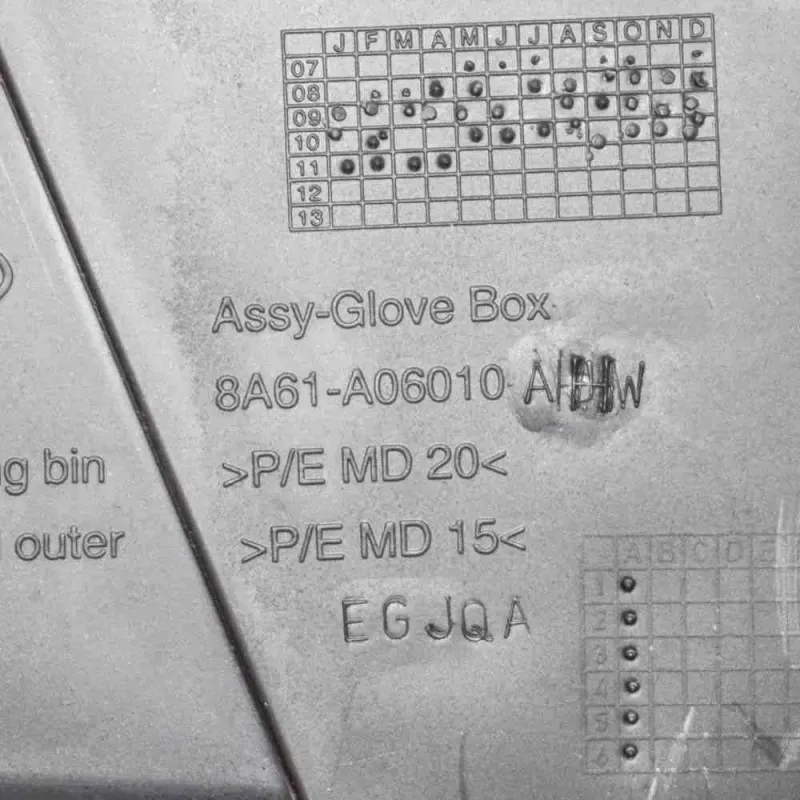 J F M A M J J A S O N D
07
08
09
10
11
12
13
Assy-Glove Box
8A61-A06010
g bin
>P/E MD 20<
outer
>P/E MD 15<
EGJQA
A B C D E
1
2
3
4
5
6